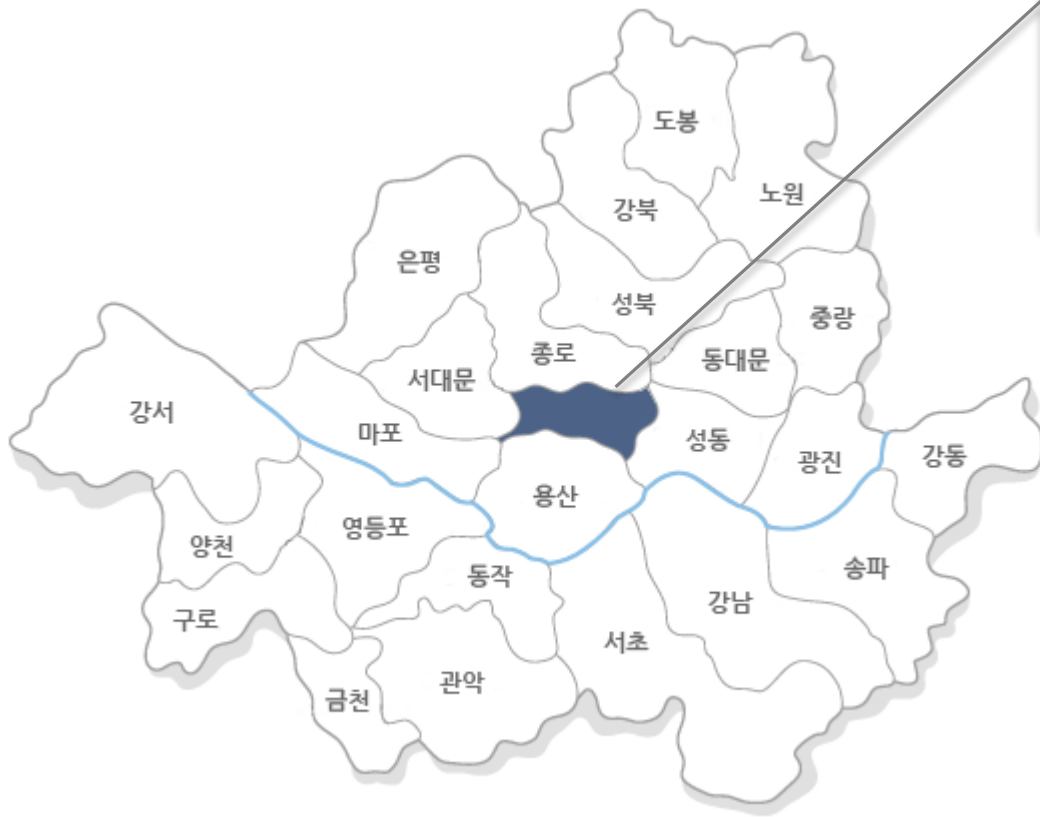 도봉
노원
강북
은평
성북
중랑
종로
동대문
서대문
강서
마포
성동
광진
강동
용산
영등포
양천
동작
송파
강남
구로
서초
관악
금천